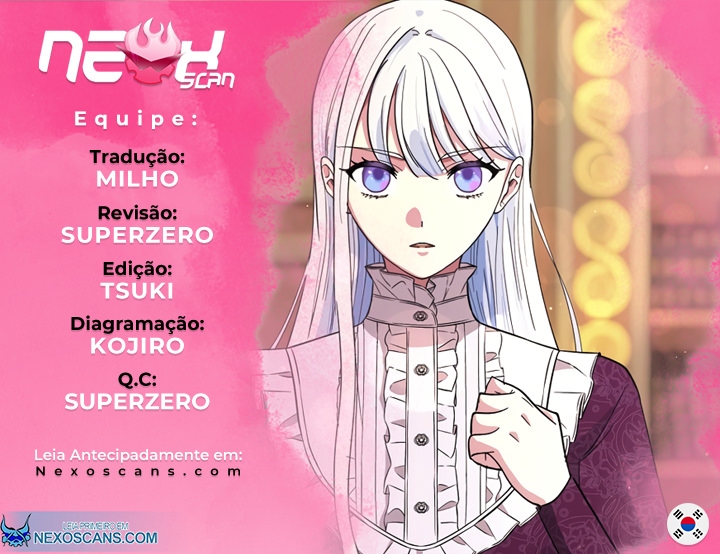 NEOX
SCAN
Equipe:
Tradução:
MILHO
Revisão:
SUPERZERO
Edição:
TSUKI
Diagramação:
KOJIRO
Q.C:
SUPERZERO
Leia Antecipadamente em:
Nexoscans.com
LEIA PRIMEIRO EM
NEXOSCANS.COM